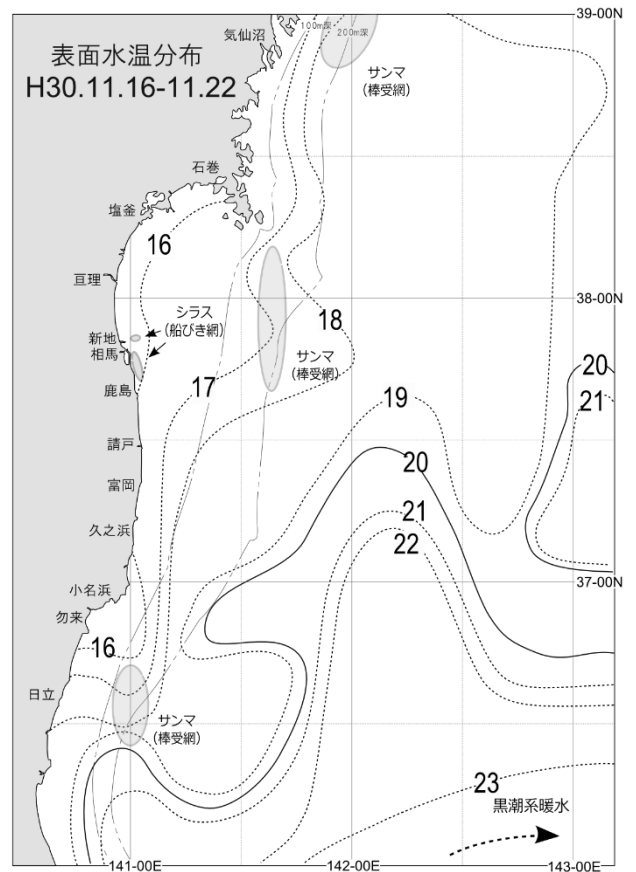 表面水温分布
H30.11.16-11.22
39-00N
気仙沼
100m深
200m深
サンマ
(棒受網)
石巻
塩釜
16
亘理
シラス
(船びき網)
38-00N
18
新地
相馬
サンマ
(棒受網)
鹿島
17
19
20
21
請戸
20
富岡
21
久之浜
22
37-00N
小名浜
勿来
16
日立
サンマ
(棒受網)
23
黒潮系暖水
141-00E
142-00E
143-00E